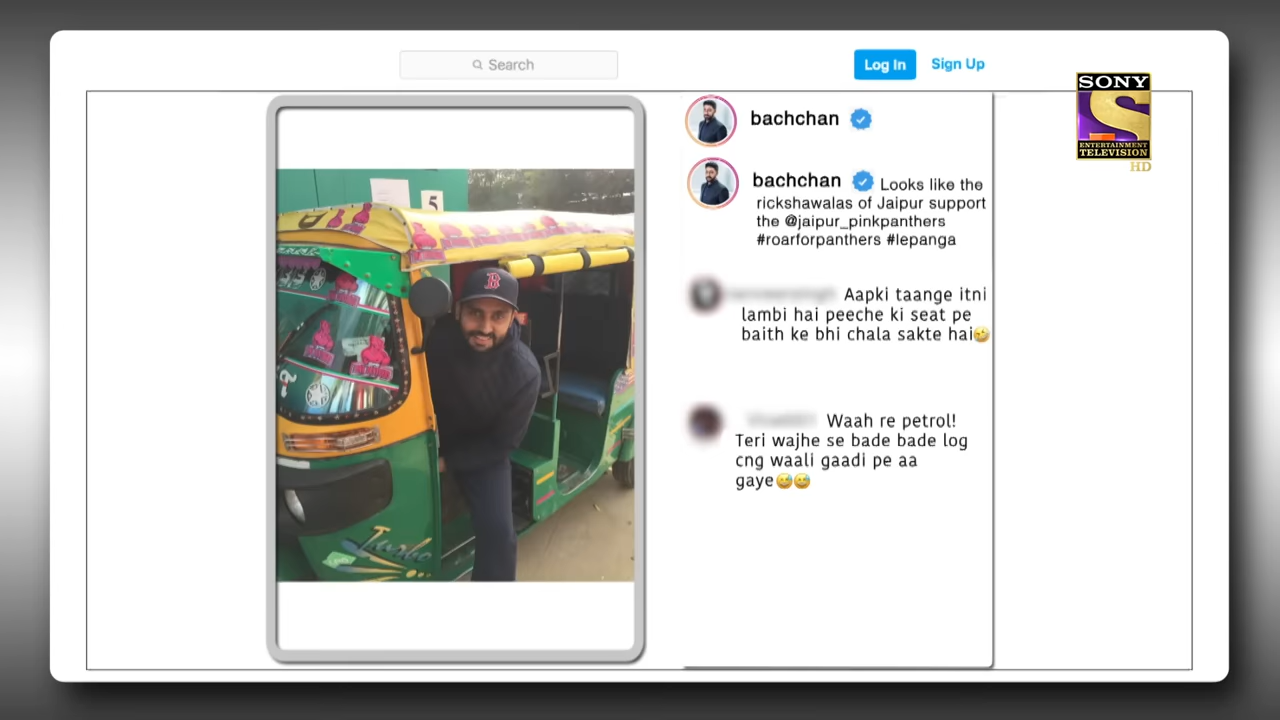 Search
Log In
Sign Up
SONY
S
ENTERTAINMENT
TELEVISION
HD
bachchan
bachchan Looks like the
rickshawalas of Jaipur support
the @jaipur_pinkpanthers
#roarforpanthers #lepanga
Aapki taange itni
lambi hai peeche ki seat pe
baith ke bhi chala sakte hai🤣
Waah re petrol!
Teri wajhe se bade bade log
cng waali gaadi pe aa
gaye😅😅
5
B
Turbo